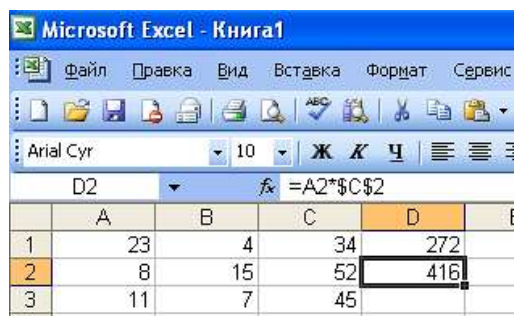 Microsoft Excel - Книга1
Файл Правка Вид Вставка Формат Сервис
ABC
Arial Cyr 10 Ж К Ч
D2 fx =A2*$C$2
A B C D
1 23 4 34 272
2 8 15 52 416
3 11 7 45